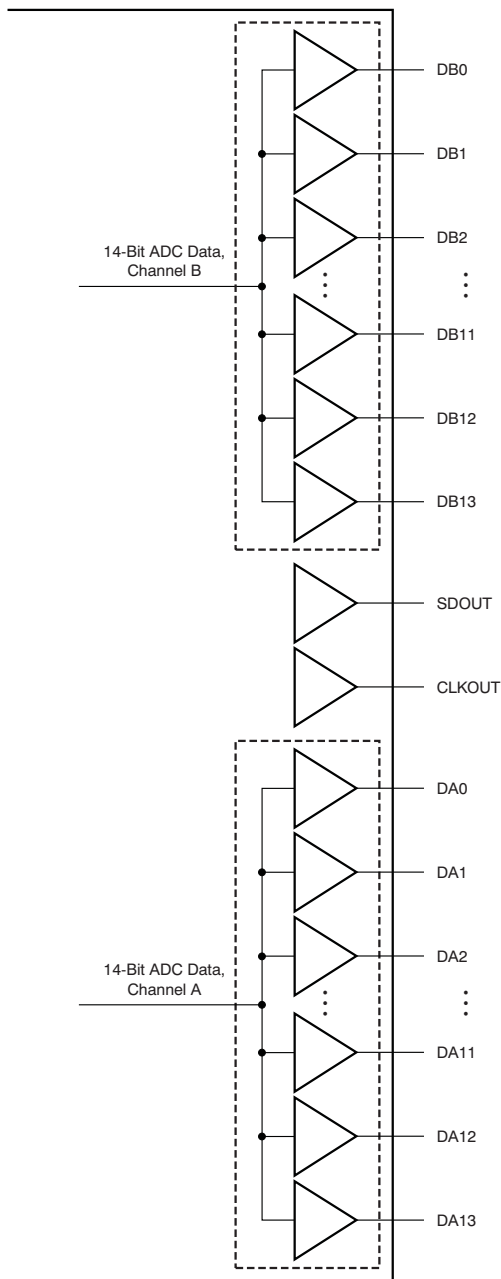 DB0
DB1
DB2
14-Bit ADC Data,
Channel B
DB11
DB12
DB13
SDOUT
CLKOUT
DA0
DA1
DA2
14-Bit ADC Data,
Channel A
DA11
DA12
DA13